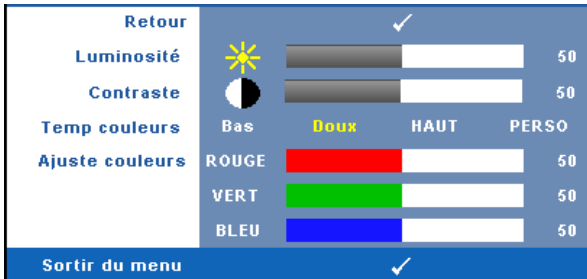 Retour
Luminosité 50
Contraste 50
Temp couleurs Bas Doux HAUT PERSO
Ajuste couleurs ROUGE 50
VERT 50
BLEU 50
Sortir du menu